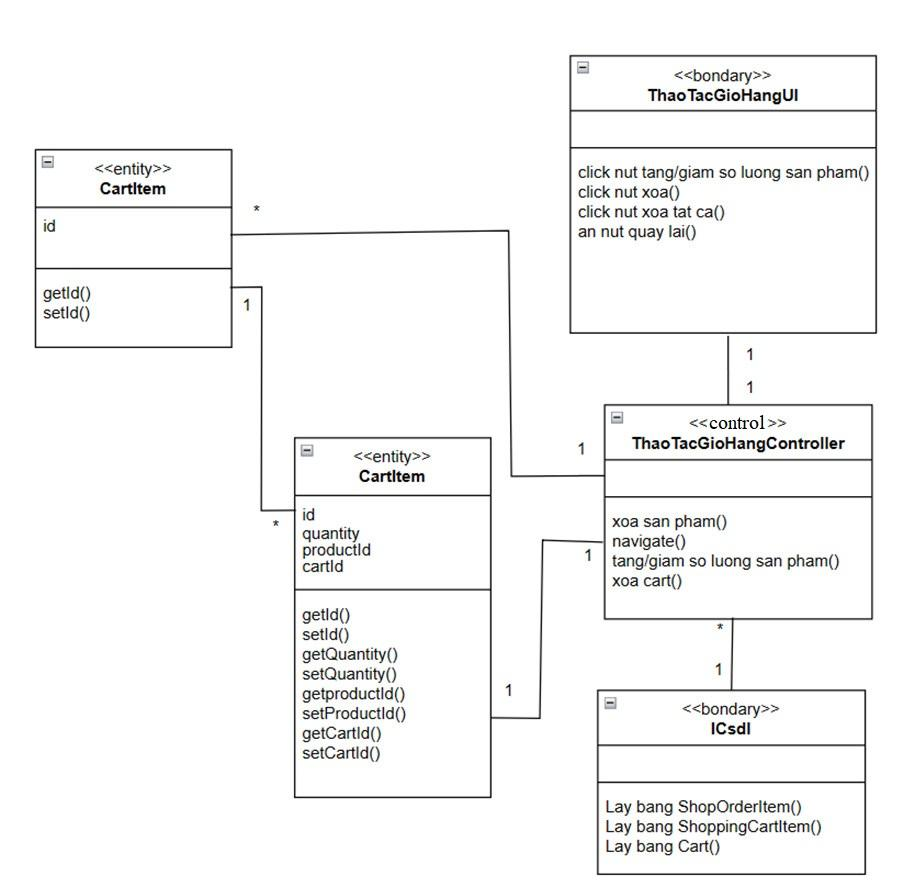 <<bondary>>
ThaoTacGioHangUI
click nut tang/giam so luong san pham()
click nut xoa()
click nut xoa tat ca()
an nut quay lai()
<<entity>>
CartItem
id
getId()
setId()
*
1
1
1
<<control>>
ThaoTacGioHangController
xoa san pham()
navigate()
tang/giam so luong san pham()
xoa cart()
1
1
<<entity>>
CartItem
id
quantity
productId
cartId
getId()
setId()
getQuantity()
setQuantity()
getproductId()
setProductId()
getCartId()
setCartId()
*
1
*
1
<<bondary>>
ICsdl
Lay bang ShopOrderItem()
Lay bang ShoppingCartItem()
Lay bang Cart()